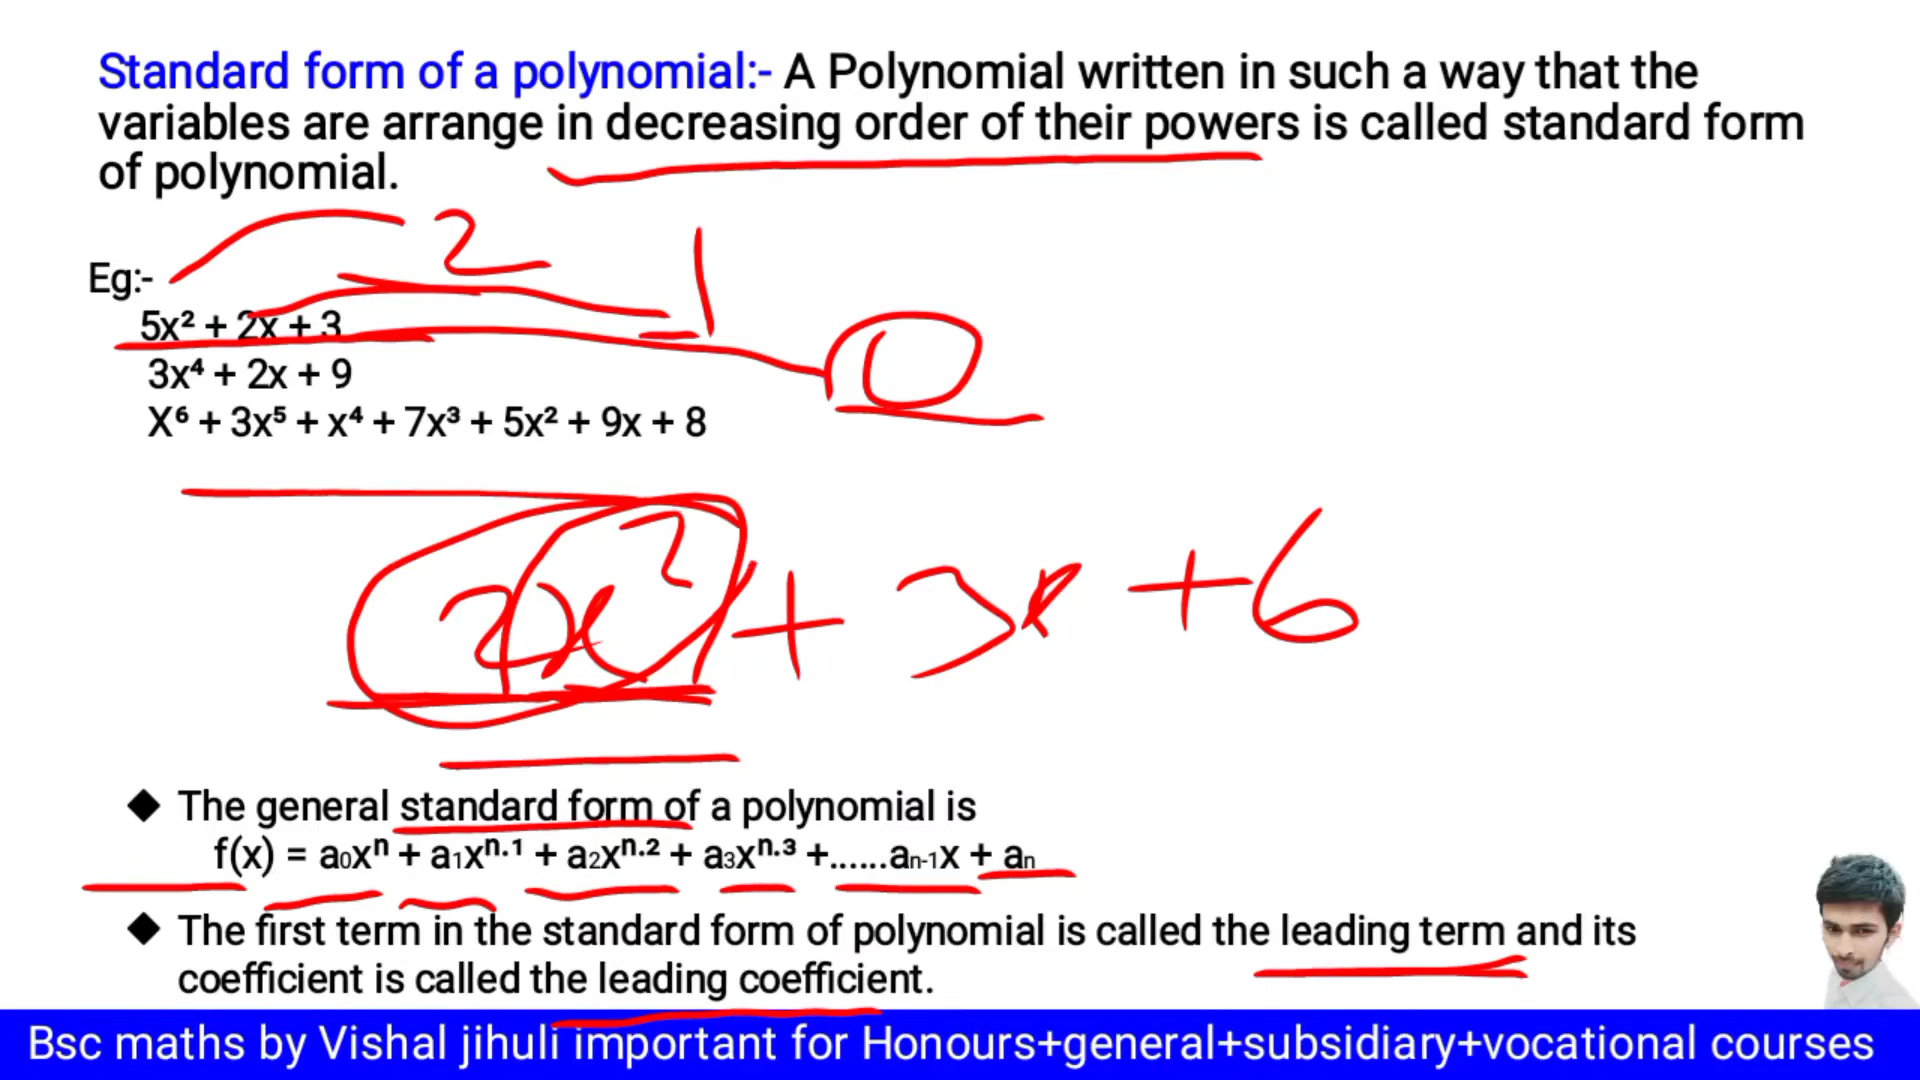 Standard form of a polynomial:- A Polynomial written in such a way that the
variables are arrange in decreasing order of their powers is called standard form
of polynomial.
2
1
Eg:-
5x² + 2x + 3
0
3x⁴ + 2x + 9
X⁶ + 3x⁵ + x⁴ + 7x³ + 5x² + 9x + 8
2x² + 3x + 6
◆ The general standard form of a polynomial is
f(x) = a₀xⁿ + a₁xⁿ·¹ + a₂xⁿ·² + a₃xⁿ·³ +......aₙ₋₁x + aₙ
◆ The first term in the standard form of polynomial is called the leading term and its
coefficient is called the leading coefficient.
Bsc maths by Vishal jihuli important for Honours+general+subsidiary+vocational courses